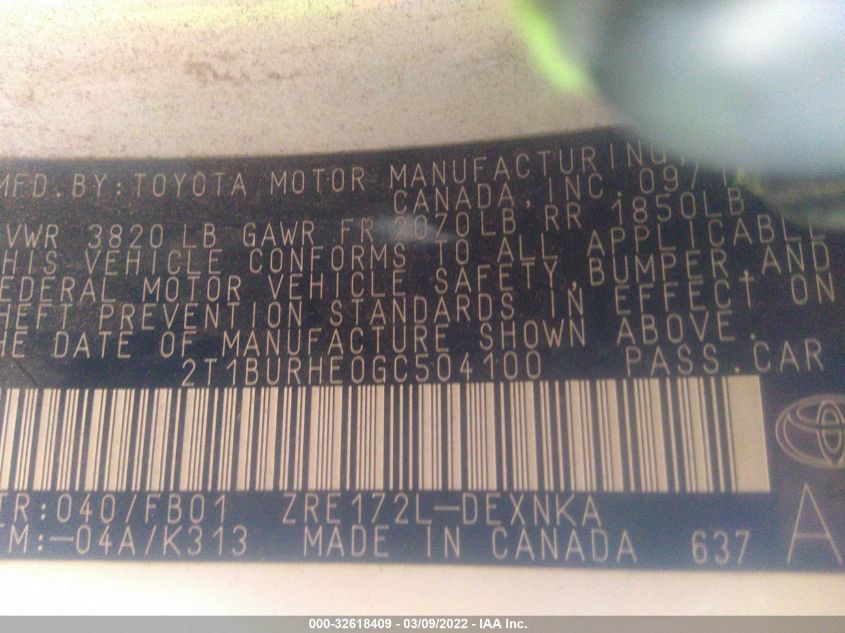 MFD. BY: TOYOTA MOTOR MANUFACTURING
CANADA, INC. 09/1
VWR 3820 LB GAWR FR 2070LB RR 1850LB
HIS VEHICLE CONFORMS TO ALL APPLICABLE
EDERAL MOTOR VEHICLE SAFETY, BUMPER, AND
HEFT PREVENTION STANDARDS IN EFFECT ON
HE DATE OF MANUFACTURE SHOWN ABOVE.
2T1BURHE0GC504100 PASS. CAR
TR:040/FB01 ZRE172L-DEXNKA
M:-04A/K313 MADE IN CANADA 637 A
000-32618409 - 03/09/2022 - IAA Inc.